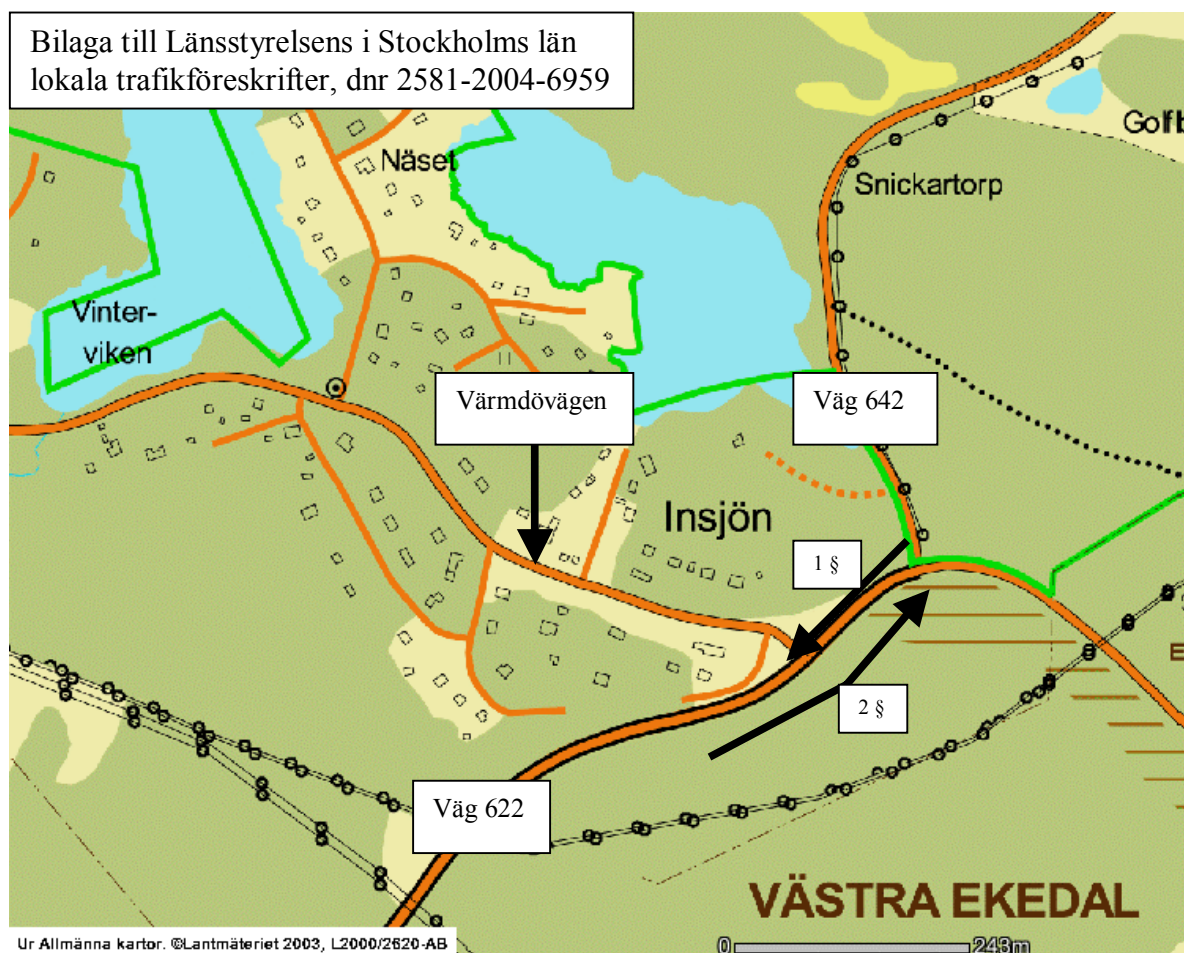 Bilaga till Länsstyrelsens i Stockholms län
lokala trafikföreskrifter, dnr 2581-2004-6959
Näset
Golfb
Snickartorp
Vinter-
viken
Värmdövägen
Väg 642
Insjön
1 §
2 §
Väg 622
VÄSTRA EKEDAL
Ur Allmänna kartor. ©Lantmäteriet 2003, L2000/2620-AB
0 243m